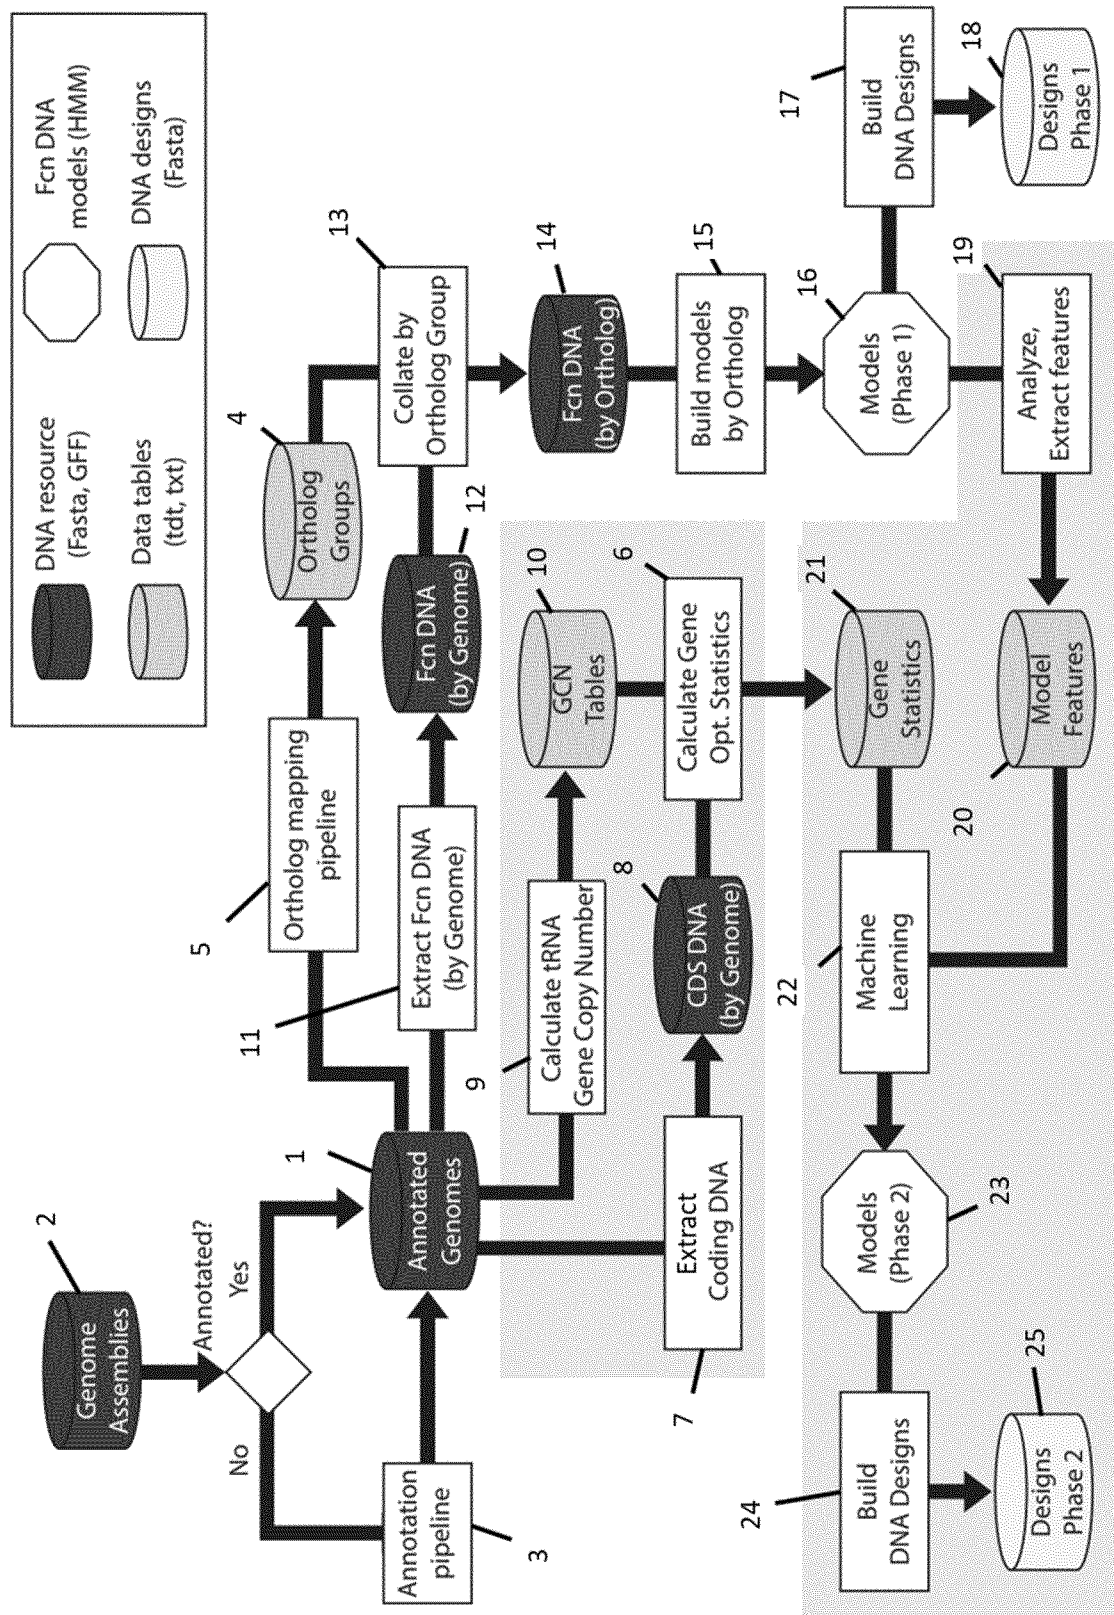 DNA resource
(Fasta, GFF)
Fcn DNA
models (HMM)
Data tables
(tdt, txt)
DNA designs
(Fasta)
2
Genome
Assemblies
Annotated?
No
Yes
Annotation
pipeline
3
1
Annotated
Genomes
5
Ortholog mapping
pipeline
4
Ortholog
Groups
11
Extract Fcn DNA
(by Genome)
12
Fcn DNA
(by Genome)
13
Collate by
Ortholog Group
14
Fcn DNA
(by Ortholog)
15
Build models
by Ortholog
16
Models
(Phase 1)
17
Build
DNA Designs
18
Designs
Phase 1
9
Calculate tRNA
Gene Copy Number
10
GCN
Tables
7
Extract
Coding DNA
8
CDS DNA
(by Genome)
6
Calculate Gene
Opt. Statistics
19
Analyze,
Extract features
20
Model
Features
21
Gene
Statistics
22
Machine
Learning
23
Models
(Phase 2)
24
Build
DNA Designs
25
Designs
Phase 2